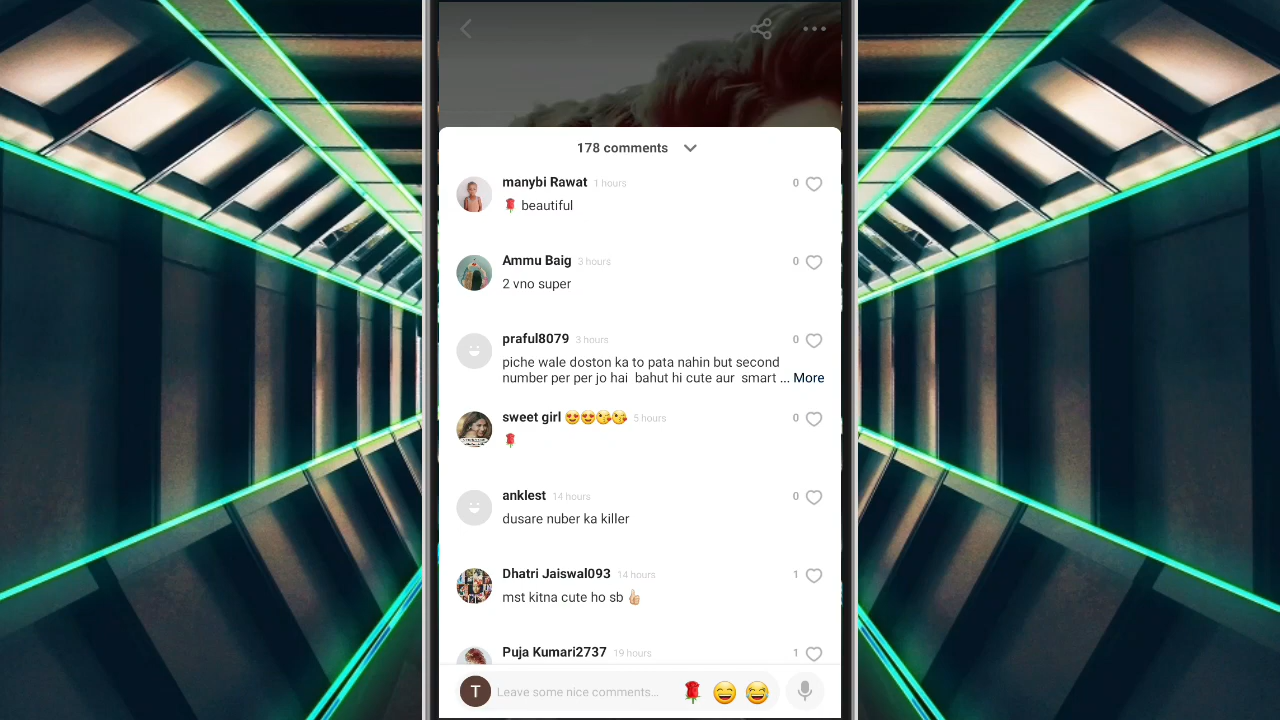 178 comments
manybi Rawat 1 hours 0
🌹 beautiful
Ammu Baig 3 hours 0
2 vno super
praful8079 3 hours 0
piche wale doston ka to pata nahin but second
number per per jo hai bahut hi cute aur smart ... More
sweet girl 😍😍😘😘 5 hours 0
🌹
anklest 14 hours 0
dusare nuber ka killer
Dhatri Jaiswal093 14 hours 1
mst kitna cute ho sb 👍🏼
Puja Kumari2737 19 hours 1
T Leave some nice comments... 🌹 😄 😂